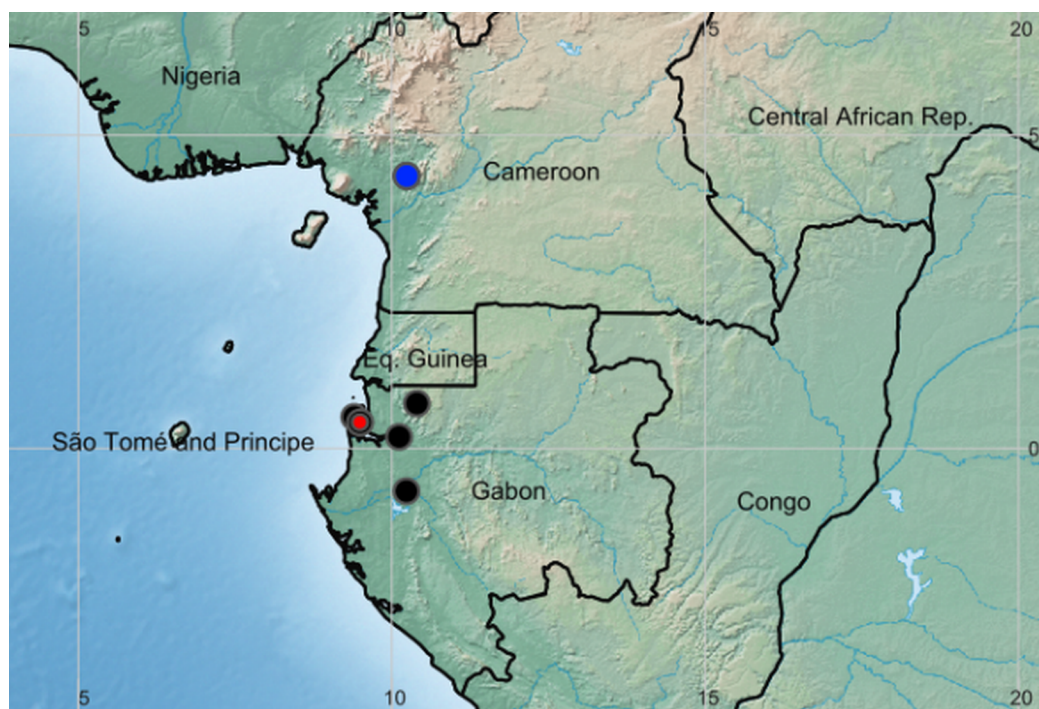 5 10 15 20
Nigeria
Central African Rep.
5
Cameroon
Eq. Guinea
São Tomé and Principe
0
Gabon
Congo
5 10 15 20